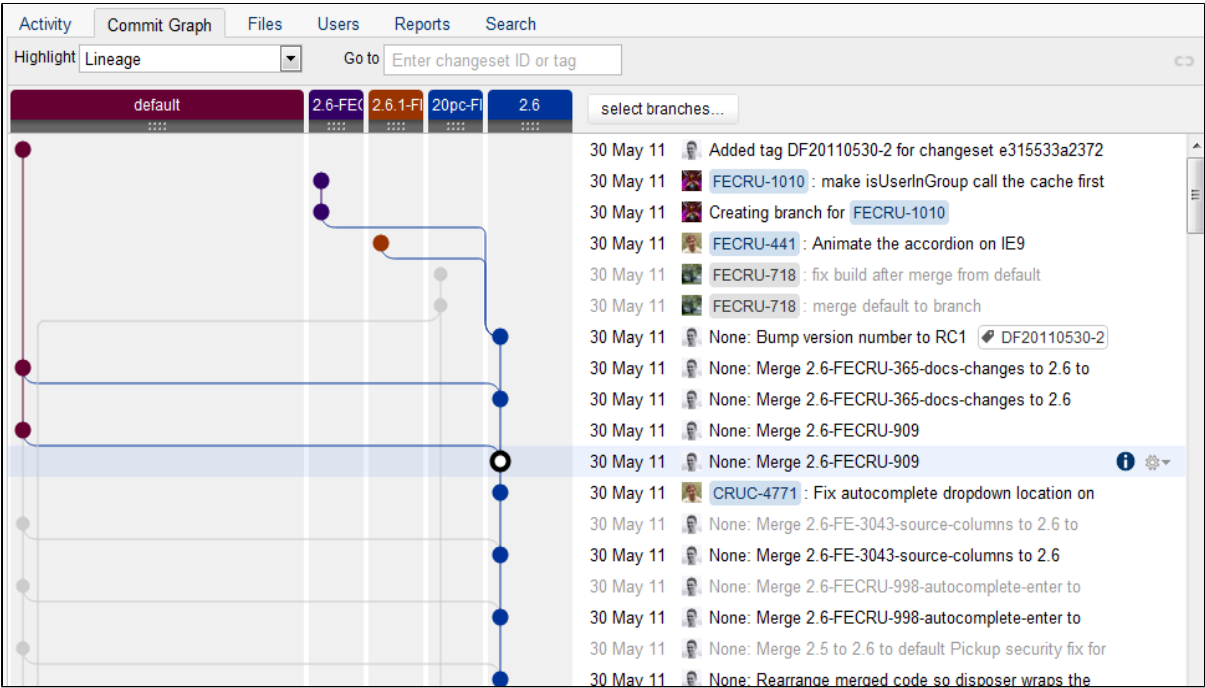 Activity Commit Graph Files Users Reports Search
Highlight Lineage Go to Enter changeset ID or tag
default 2.6-FEC 2.6.1-FI 20pc-FI 2.6 select branches...
30 May 11 Added tag DF20110530-2 for changeset e315533a2372
30 May 11 FECRU-1010 : make isUserInGroup call the cache first
30 May 11 Creating branch for FECRU-1010
30 May 11 FECRU-441 : Animate the accordion on IE9
30 May 11 FECRU-718 : fix build after merge from default
30 May 11 FECRU-718 : merge default to branch
30 May 11 None: Bump version number to RC1 DF20110530-2
30 May 11 None: Merge 2.6-FECRU-365-docs-changes to 2.6 to
30 May 11 None: Merge 2.6-FECRU-365-docs-changes to 2.6
30 May 11 None: Merge 2.6-FECRU-909
30 May 11 None: Merge 2.6-FECRU-909
30 May 11 CRUC-4771 : Fix autocomplete dropdown location on
30 May 11 None: Merge 2.6-FE-3043-source-columns to 2.6 to
30 May 11 None: Merge 2.6-FE-3043-source-columns to 2.6
30 May 11 None: Merge 2.6-FECRU-998-autocomplete-enter to
30 May 11 None: Merge 2.6-FECRU-998-autocomplete-enter to
30 May 11 None: Merge 2.5 to 2.6 to default Pickup security fix for
30 May 11 None: Rearrange merged code so disposer wraps the